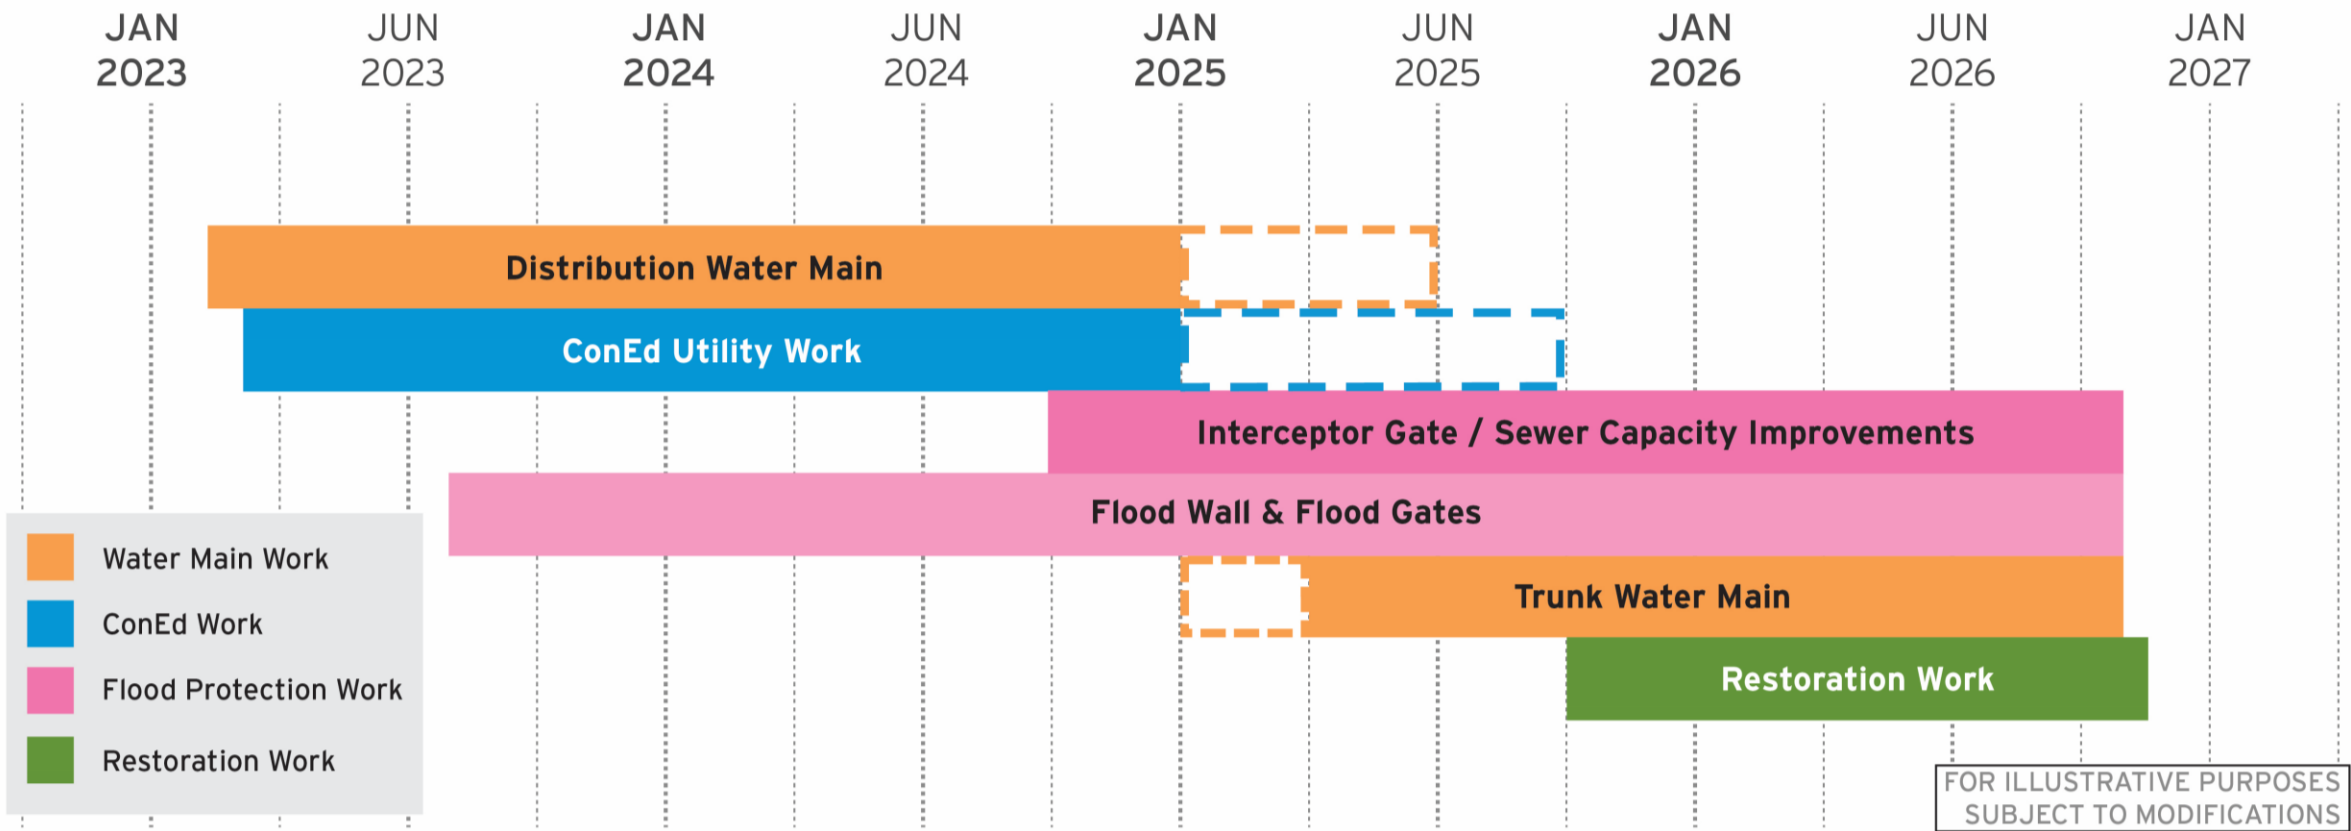 JAN JUN JAN JUN JAN JUN JAN JUN JAN
2023 2023 2024 2024 2025 2025 2026 2026 2027
Distribution Water Main
ConEd Utility Work
Interceptor Gate / Sewer Capacity Improvements
Flood Wall & Flood Gates
Trunk Water Main
Restoration Work
Water Main Work
ConEd Work
Flood Protection Work
Restoration Work
FOR ILLUSTRATIVE PURPOSES
SUBJECT TO MODIFICATIONS